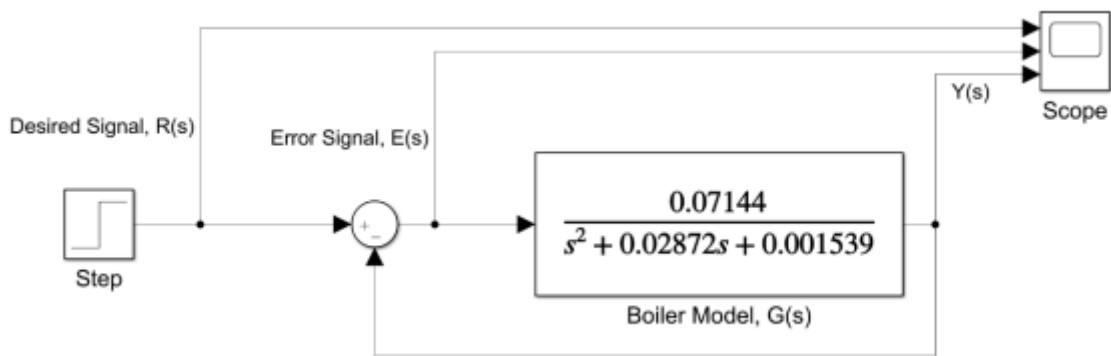 Y(s)
Scope
Desired Signal, R(s)
Error Signal, E(s)
0.07144
s² + 0.02872s + 0.001539
+
−
Step
Boiler Model, G(s)